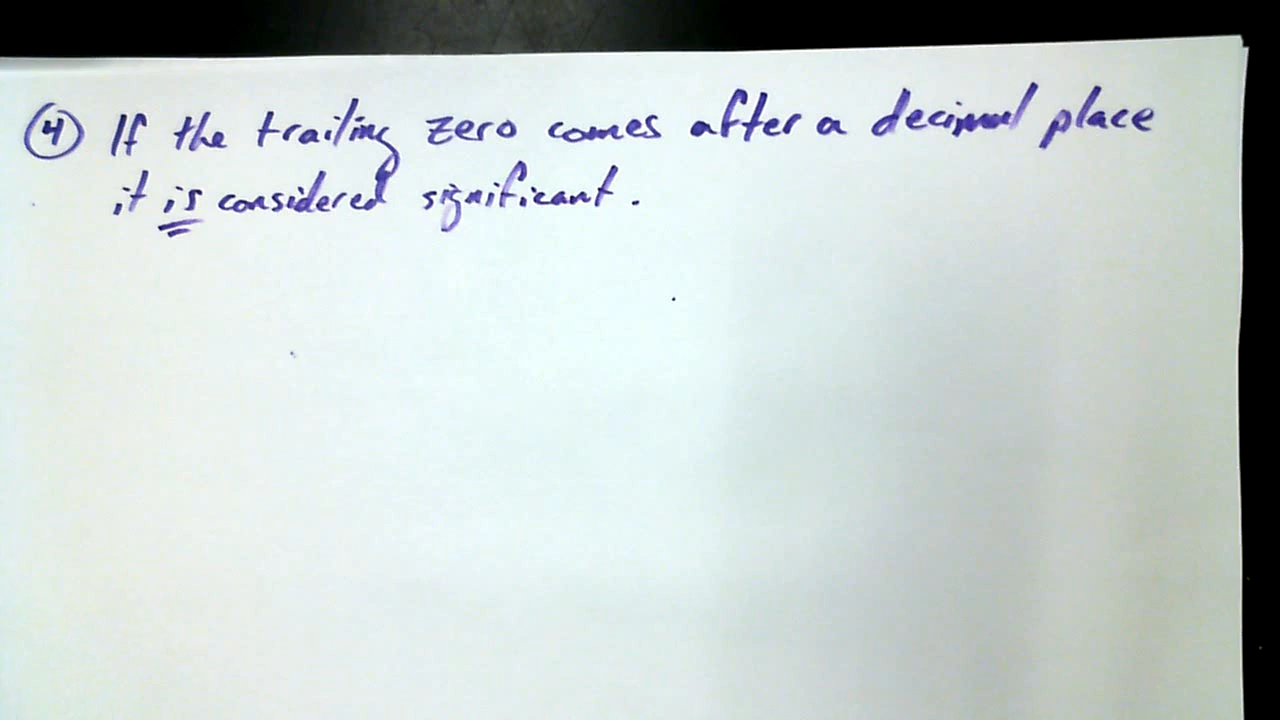 ④ If the trailing zero comes after a decimal place
it is considered significant.